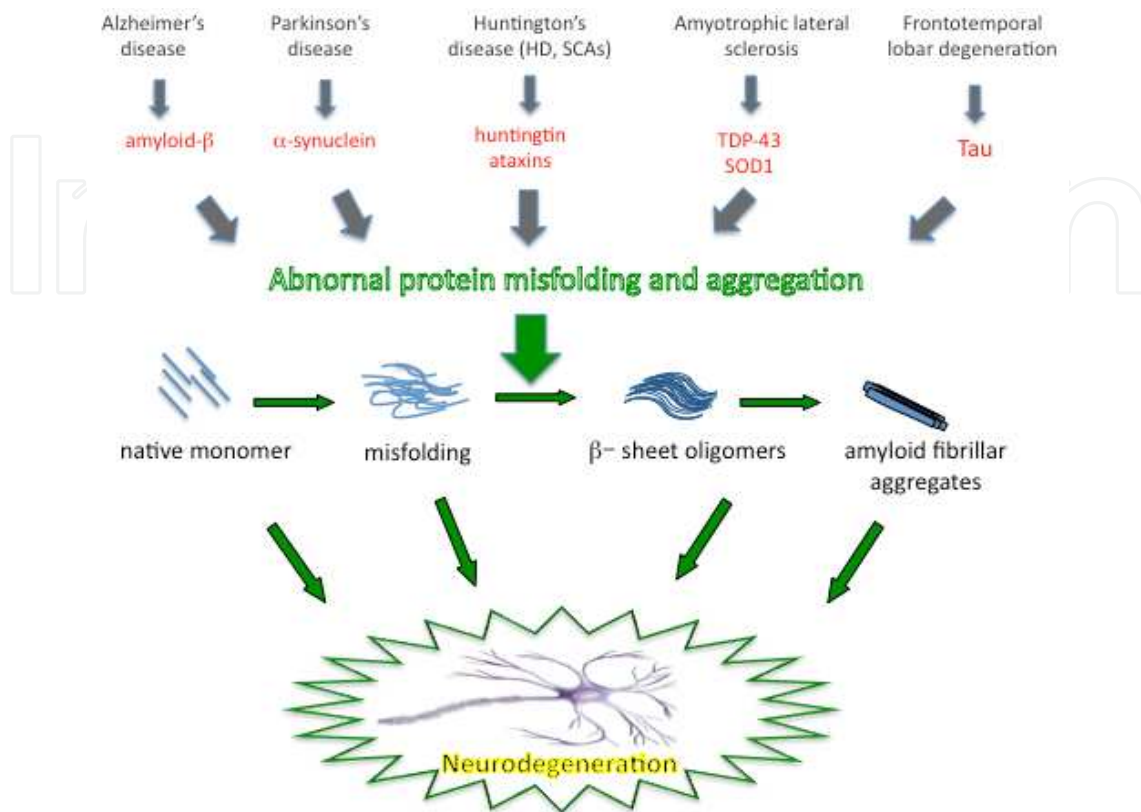 Alzheimer's
disease
Parkinson's
disease
Huntington's
disease (HD, SCAs)
Amyotrophic lateral
sclerosis
Frontotemporal
lobar degeneration
amyloid-β
α-synuclein
huntingtin
ataxins
TDP-43
SOD1
Tau
Abnormal protein misfolding and aggregation
native monomer
misfolding
β- sheet oligomers
amyloid fibrillar
aggregates
Neurodegeneration